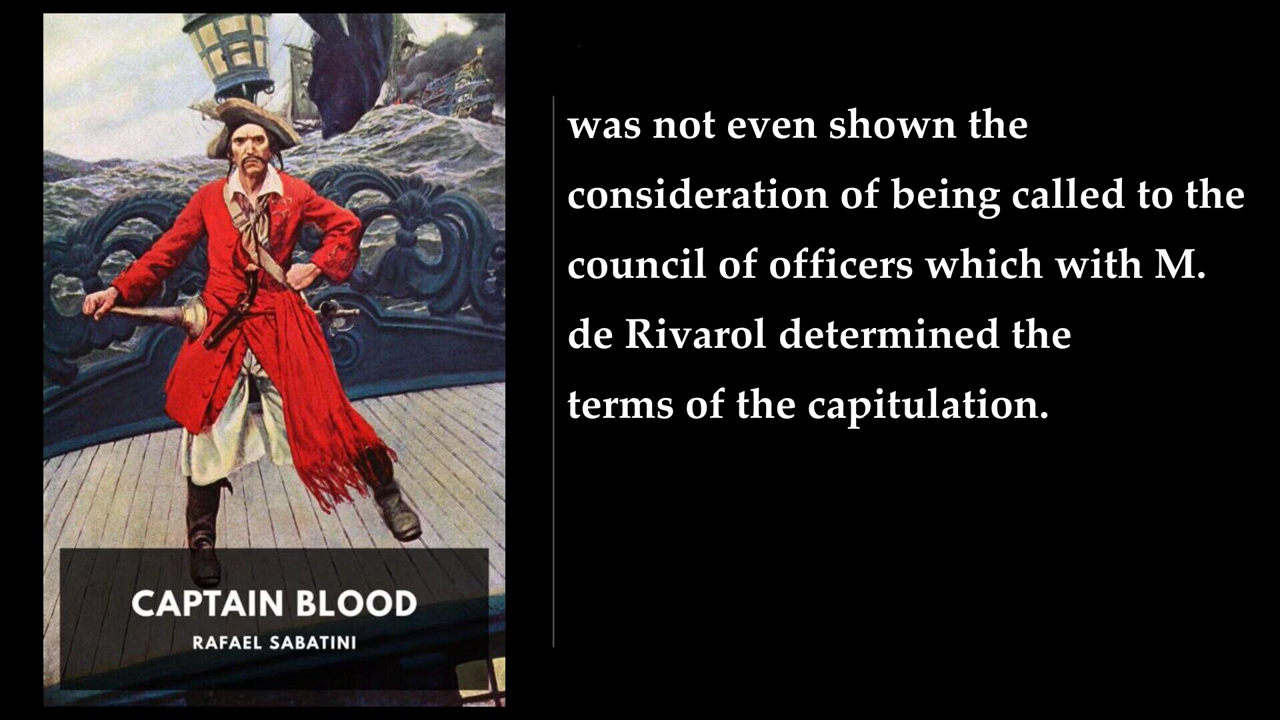 was not even shown the
consideration of being called to the
council of officers which with M.
de Rivarol determined the
terms of the capitulation.
CAPTAIN BLOOD
RAFAEL SABATINI